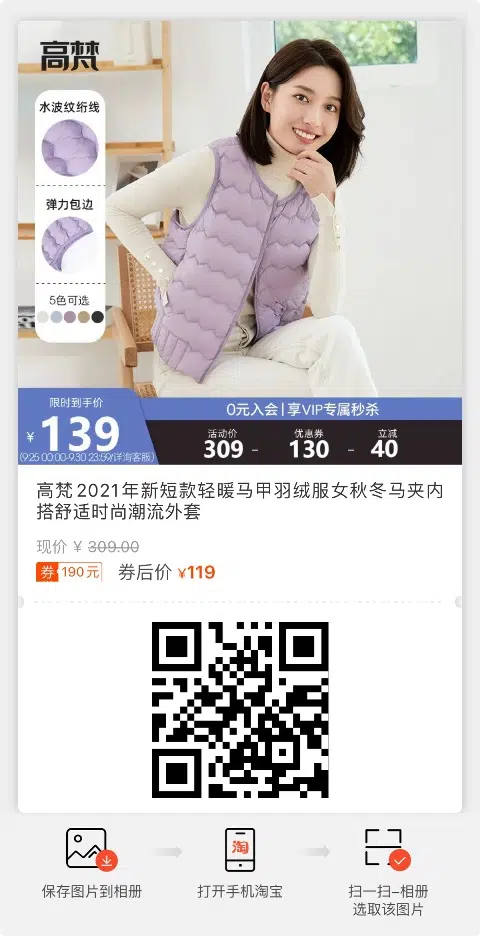 高梵
水波纹绗线
弹力包边
5色可选
限时到手价
¥139
(9.25 00:00-9.30 23:59/详询客服)
0元入会|享VIP专属秒杀
活动价 优惠券 立减
309 - 130 - 40
高梵2021年新短款轻暖马甲羽绒服女秋冬马夹内
搭舒适时尚潮流外套
现价 ¥ 309.00
券 190元 券后价 ¥119
淘
保存图片到相册
打开手机淘宝
扫一扫-相册
选取该图片